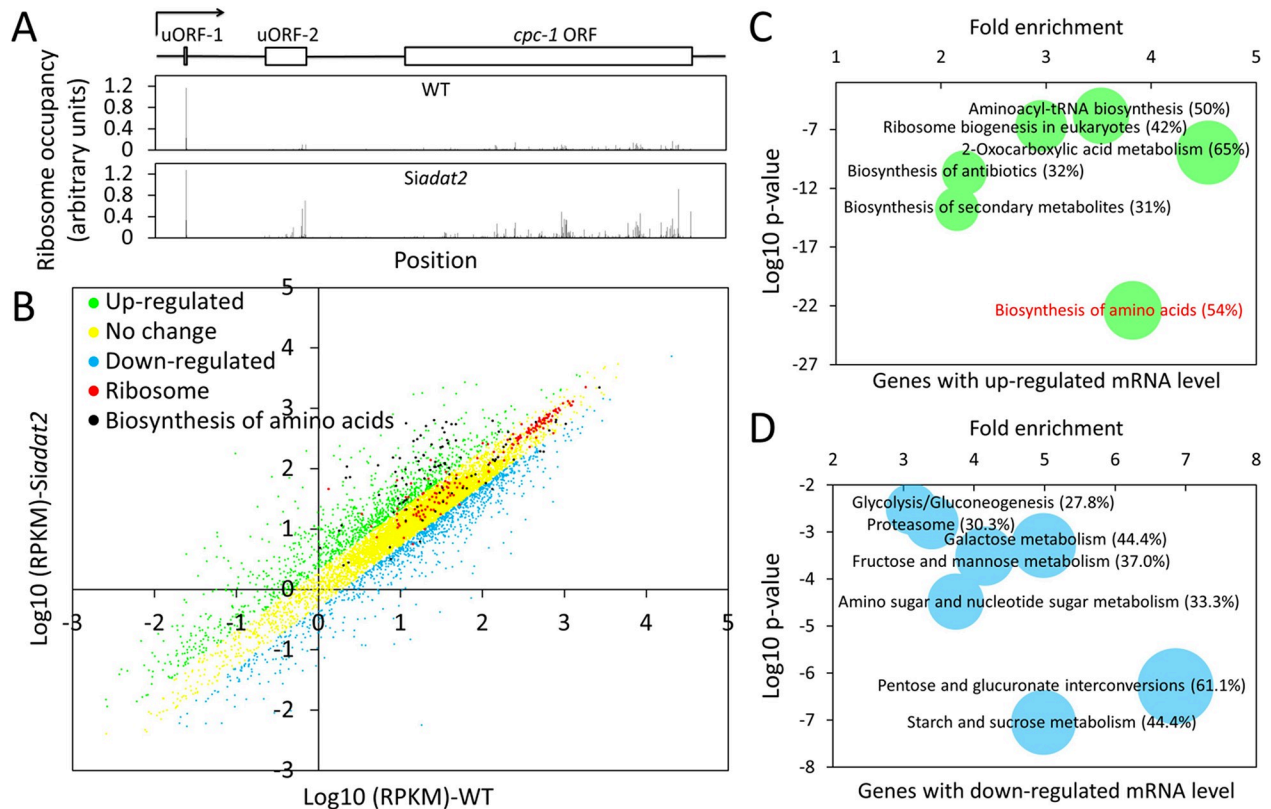 A
uORF-1
uORF-2
cpc-1 ORF
Ribosome occupancy
(arbitrary units)
WT
1.2
0.8
0.4
0
Siadat2
1.2
0.8
0.4
0
Position
B
Up-regulated
No change
Down-regulated
Ribosome
Biosynthesis of amino acids
Log10 (RPKM)-Siadat2
5
4
3
2
1
0
-1
-2
-3
-3
-2
-1
0
1
2
3
4
5
Log10 (RPKM)-WT
C
Fold enrichment
1
2
3
4
5
Log10 p-value
-7
-12
-17
-22
-27
Aminoacyl-tRNA biosynthesis (50%)
Ribosome biogenesis in eukaryotes (42%)
2-Oxocarboxylic acid metabolism (65%)
Biosynthesis of antibiotics (32%)
Biosynthesis of secondary metabolites (31%)
Biosynthesis of amino acids (54%)
Genes with up-regulated mRNA level
D
Fold enrichment
2
3
4
5
6
7
8
Log10 p-value
-2
-3
-4
-5
-6
-7
-8
Glycolysis/Gluconeogenesis (27.8%)
Proteasome (30.3%)
Galactose metabolism (44.4%)
Fructose and mannose metabolism (37.0%)
Amino sugar and nucleotide sugar metabolism (33.3%)
Pentose and glucuronate interconversions (61.1%)
Starch and sucrose metabolism (44.4%)
Genes with down-regulated mRNA level